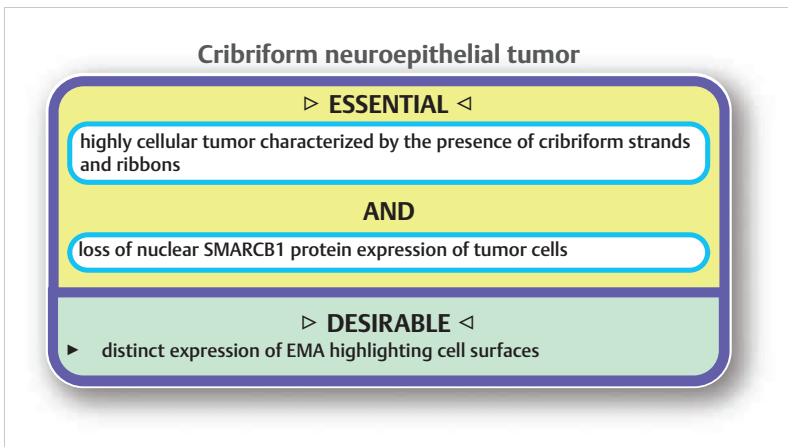 Cribriform neuroepithelial tumor
▷ ESSENTIAL ◁
highly cellular tumor characterized by the presence of cribriform strands
and ribbons
AND
loss of nuclear SMARCB1 protein expression of tumor cells
▷ DESIRABLE ◁
► distinct expression of EMA highlighting cell surfaces